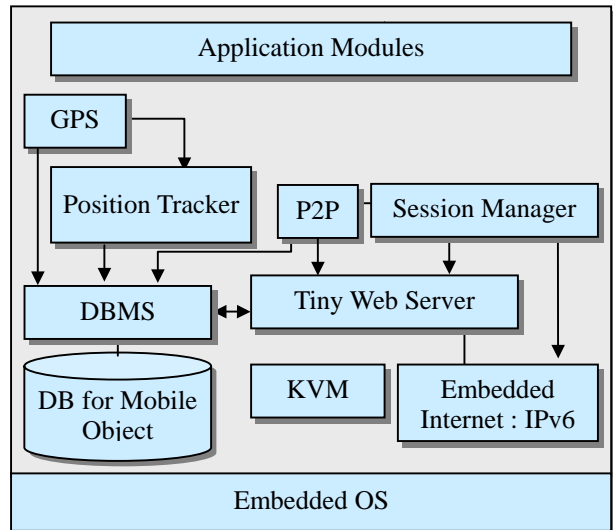 Application Modules
GPS
Position Tracker
P2P
Session Manager
DBMS
Tiny Web Server
DB for Mobile
Object
KVM
Embedded
Internet : IPv6
Embedded OS